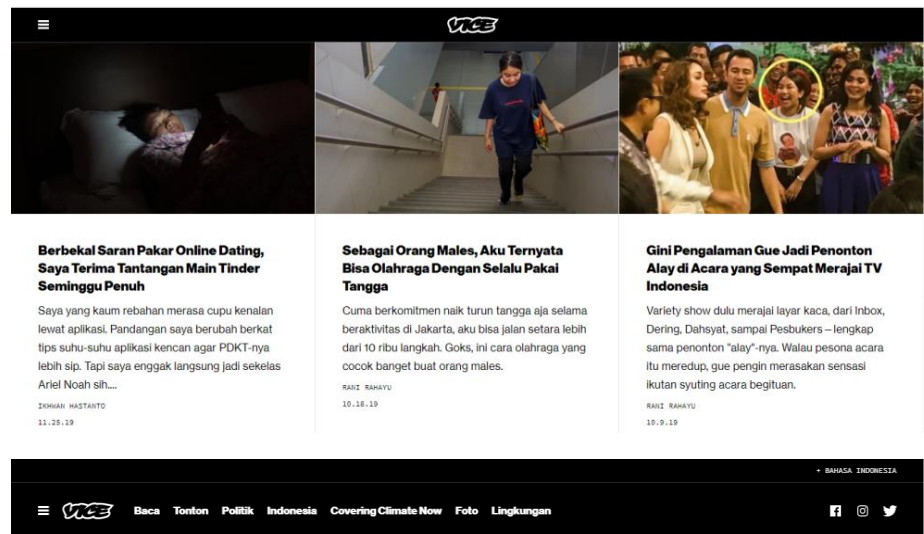 VICE
Berbekal Saran Pakar Online Dating,
Saya Terima Tantangan Main Tinder
Seminggu Penuh
Saya yang kaum rebahan merasa cupu kenalan
lewat aplikasi. Pandangan saya berubah berkat
tips suhu-suhu aplikasi kencan agar PDKT-nya
lebih sip. Tapi saya enggak langsung jadi sekelas
Ariel Noah sih....
IKHWAN HASTANTO
11.25.19
Sebagai Orang Males, Aku Ternyata
Bisa Olahraga Dengan Selalu Pakai
Tangga
Cuma berkomitmen naik turun tangga aja selama
beraktivitas di Jakarta, aku bisa jalan setara lebih
dari 10 ribu langkah. Goks, ini cara olahraga yang
cocok banget buat orang males.
RANI RAHAYU
10.16.19
Gini Pengalaman Gue Jadi Penonton
Alay di Acara yang Sempat Merajai TV
Indonesia
Variety show dulu merajai layar kaca, dari Inbox,
Dering, Dahsyat, sampai Pesbukers – lengkap
sama penonton "alay"-nya. Walau pesona acara
itu meredup, gue pengin merasakan sensasi
ikutan syuting acara begituan.
RANI RAHAYU
10.9.19
+ BAHASA INDONESIA
VICE Baca Tonton Politik Indonesia Covering Climate Now Foto Lingkungan